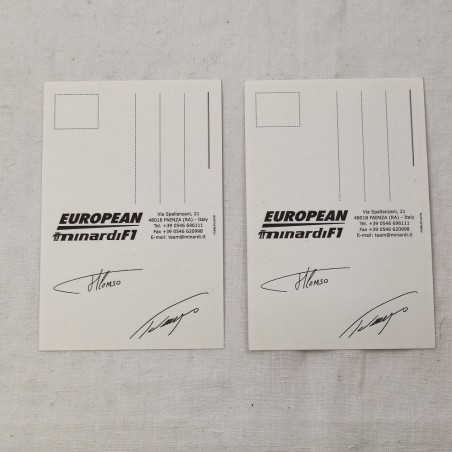 EUROPEAN
minardi F1
Via Spallanzani, 21
48018 FAENZA (RA) - Italy
Tel. +39 0546 696111
Fax +39 0546 620998
E-mail: team@minardi.it
Alonso
EUROPEAN
minardi F1
Via Spallanzani, 21
48018 FAENZA (RA) - Italy
Tel. +39 0546 696111
Fax +39 0546 620998
E-mail: team@minardi.it
Alonso